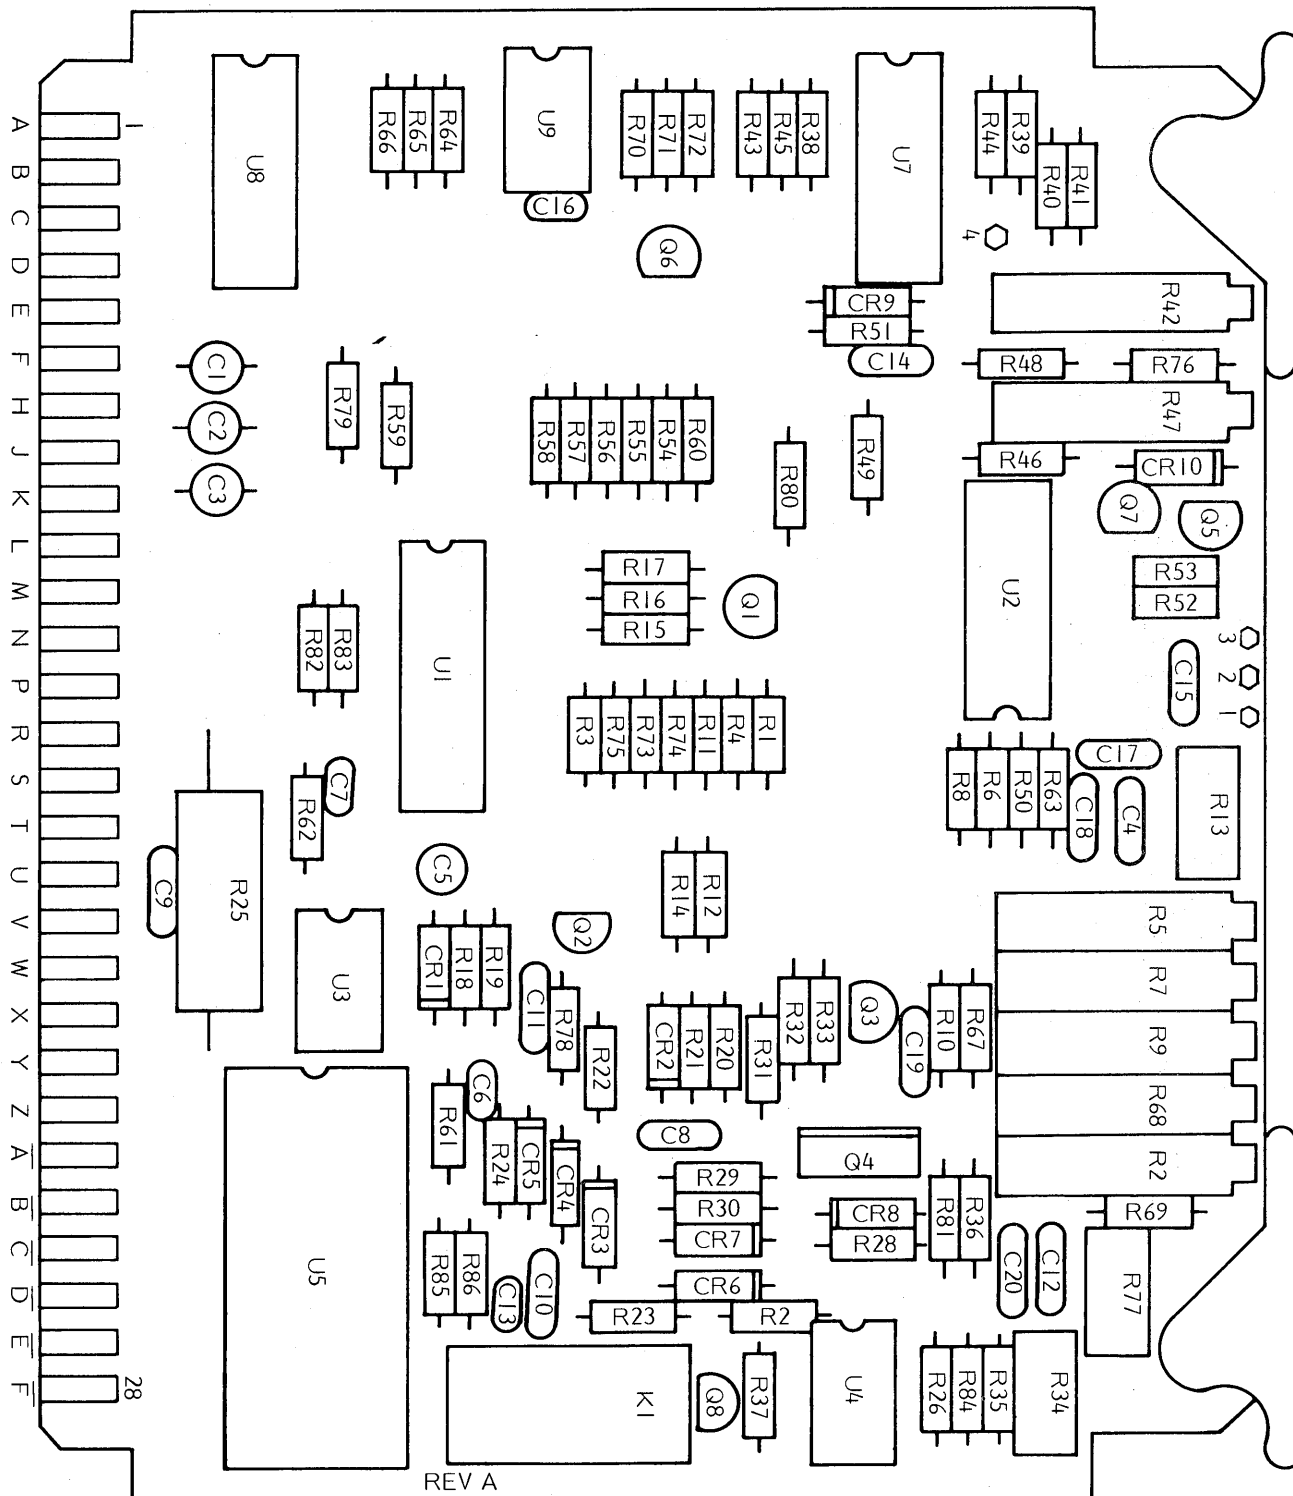 A
1
B
C
D
E
F
H
J
K
L
M
N
P
R
S
T
U
V
W
X
Y
Z
A
B
C
D
E
F
28
U8
R66
R65
R64
U9
C16
R70
R71
R72
Q6
R43
R45
R38
U7
R44
R39
R40
R41
4
CR9
R51
C14
R42
R48
R76
R47
R46
CR10
Q7
Q5
C1
C2
C3
R79
R59
R58
R57
R56
R55
R54
R60
R80
R49
U2
R53
R52
3
2
1
C15
R17
R16
R15
Q1
U1
R82
R83
R3
R75
R73
R74
R11
R4
R1
R8
R6
R50
R63
C17
C18
C4
R13
C7
R62
C9
R25
C5
U3
CR1
R18
R19
Q2
C11
R78
R22
R14
R12
CR2
R21
R20
R31
R32
R33
Q3
C19
R10
R67
R5
R7
R9
R68
R2
R69
C6
R61
R24
CR5
CR4
CR3
C8
R29
R30
CR7
Q4
CR8
R28
R81
R36
C20
C12
R77
U5
R85
R86
C13
C10
CR6
R23
R2
K1
Q8
R37
U4
R26
R84
R35
R34
REV A